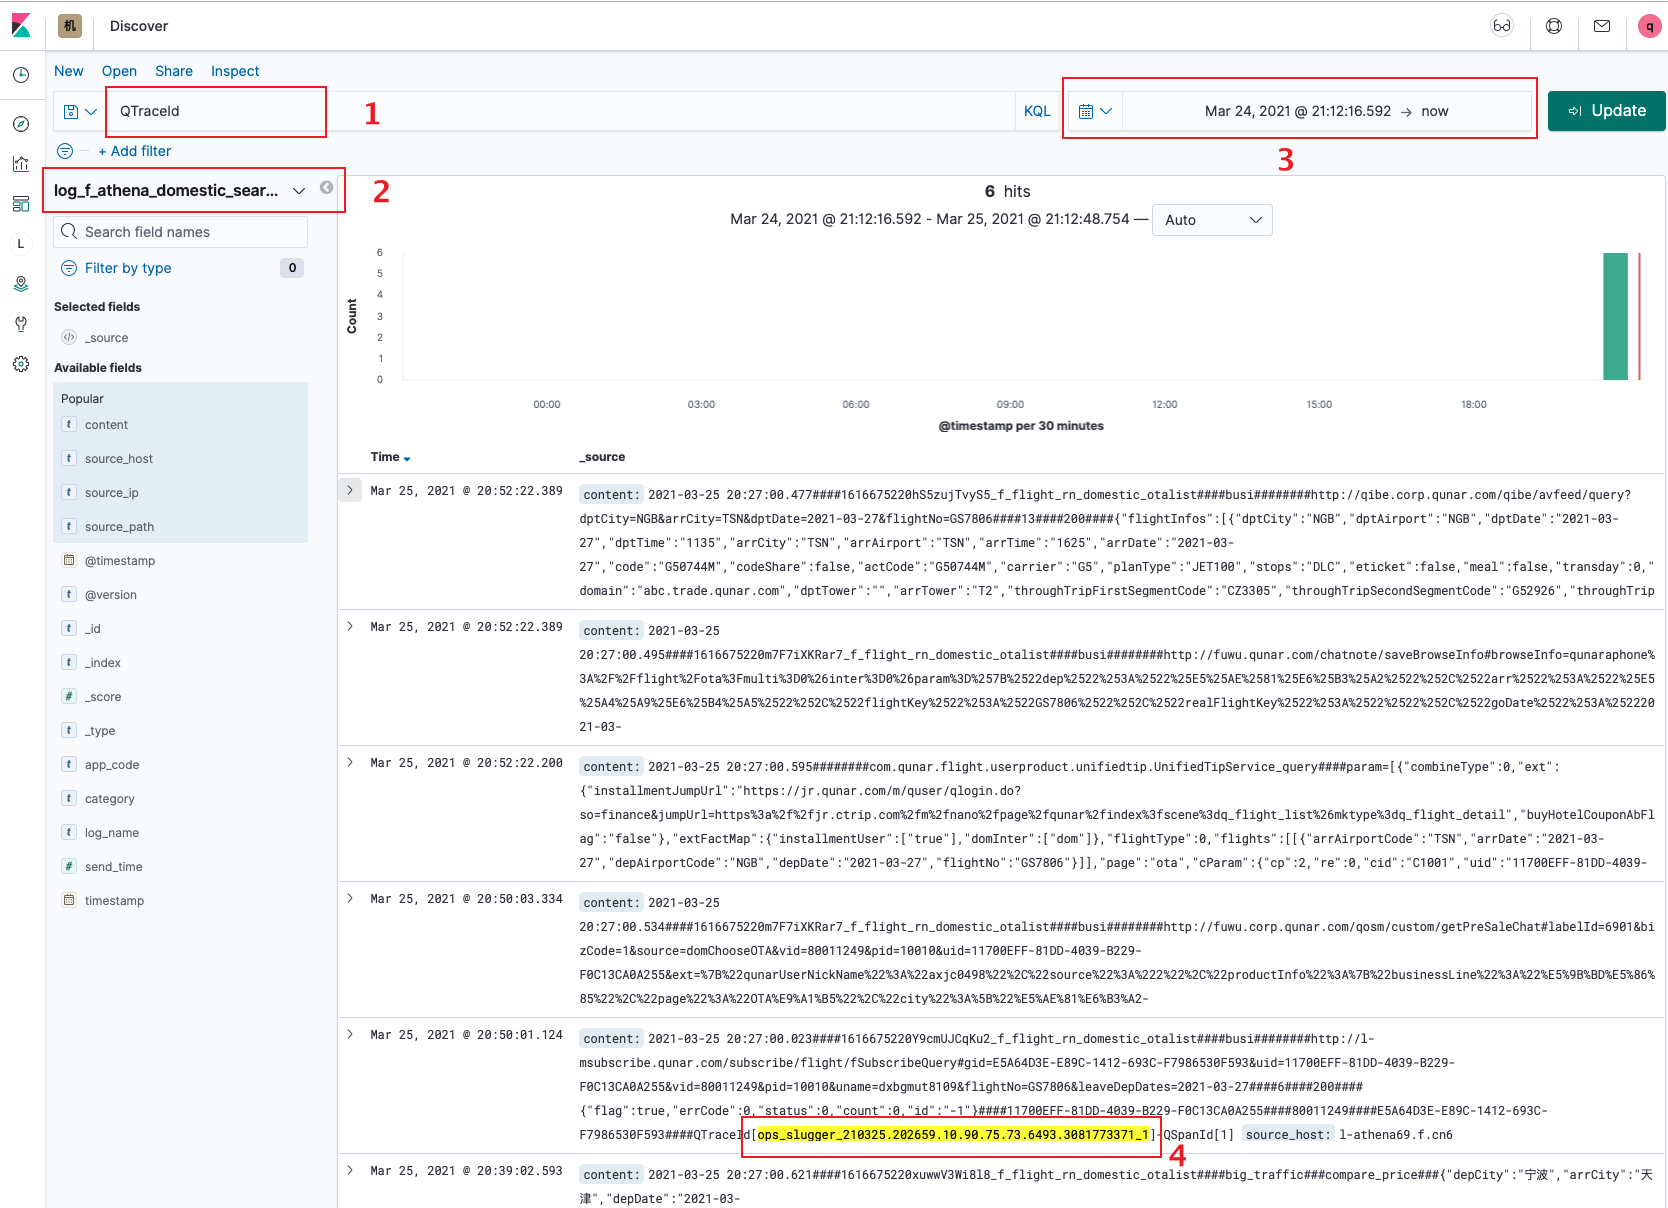 机
Discover
q
New Open Share Inspect
QTraceId
1
KQL
Mar 24, 2021 @ 21:12:16.592 → now
Update
+ Add filter
3
log_f_athena_domestic_sear...
2
6 hits
Mar 24, 2021 @ 21:12:16.592 - Mar 25, 2021 @ 21:12:48.754 — Auto
Search field names
L
Filter by type 0
Selected fields
</> _source
Available fields
Popular
t content
t source_host
t source_ip
t source_path
@timestamp
t @version
t _id
t _index
# _score
t _type
t app_code
t category
t log_name
# send_time
timestamp
Count
6
5
4
3
2
1
0
00:00 03:00 06:00 09:00 12:00 15:00 18:00
@timestamp per 30 minutes
Time _source
Mar 25, 2021 @ 20:52:22.389
content: 2021-03-25 20:27:00.477####1616675220hS5zujTvyS5_f_flight_rn_domestic_otalist####busi########http://qibe.corp.qunar.com/qibe/avfeed/query?
dptCity=NGB&arrCity=TSN&dptDate=2021-03-27&flightNo=GS7806####13####200####{"flightInfos":[{"dptCity":"NGB","dptAirport":"NGB","dptDate":"2021-03-
27","dptTime":"1135","arrCity":"TSN","arrAirport":"TSN","arrTime":"1625","arrDate":"2021-03-
27","code":"G50744M","codeShare":false,"actCode":"G50744M","carrier":"G5","planType":"JET100","stops":"DLC","eticket":false,"meal":false,"transday":0,"
domain":"abc.trade.qunar.com","dptTower":"","arrTower":"T2","throughTripFirstSegmentCode":"CZ3305","throughTripSecondSegmentCode":"G52926","throughTrip
Mar 25, 2021 @ 20:52:22.389
content: 2021-03-25
20:27:00.495####1616675220m7F7iXKRar7_f_flight_rn_domestic_otalist####busi########http://fuwu.qunar.com/chatnote/saveBrowseInfo#browseInfo=qunaraphone%
3A%2F%2Fflight%2Fota%3Fmulti%3D0%26inter%3D0%26param%3D%257B%2522dep%2522%253A%2522%25E5%25AE%2581%25E6%25B3%25A2%2522%252C%2522arr%2522%253A%2522%25E5
%25A4%25A9%25E6%25B4%25A5%2522%252C%2522flightKey%2522%253A%2522GS7806%2522%252C%2522realFlightKey%2522%253A%2522%2522%252C%2522goDate%2522%253A%252220
21-03-
Mar 25, 2021 @ 20:52:22.200
content: 2021-03-25 20:27:00.595########com.qunar.flight.userproduct.unifiedtip.UnifiedTipService_query####param=[{"combineType":0,"ext":
{"installmentJumpUrl":"https://jr.qunar.com/m/quser/qlogin.do?
so=finance&jumpUrl=https%3a%2f%2fjr.ctrip.com%2fm%2fnano%2fpage%2fqunar%2findex%3fscene%3dq_flight_list%26mktype%3dq_flight_detail","buyHotelCouponAbFl
ag":"false"},"extFactMap":{"installmentUser":["true"],"domInter":["dom"]},"flightType":0,"flights":[[{"arrAirportCode":"TSN","arrDate":"2021-03-
27","depAirportCode":"NGB","depDate":"2021-03-27","flightNo":"GS7806"}]],"page":"ota","cParam":{"cp":2,"re":0,"cid":"C1001","uid":"11700EFF-81DD-4039-
Mar 25, 2021 @ 20:50:03.334
content: 2021-03-25
20:27:00.534####1616675220m7F7iXKRar7_f_flight_rn_domestic_otalist####busi########http://fuwu.corp.qunar.com/qosm/custom/getPreSaleChat#labelId=6901&bi
zCode=1&source=domChooseOTA&vid=80011249&pid=10010&uid=11700EFF-81DD-4039-B229-
F0C13CA0A255&ext=%7B%22qunarUserNickName%22%3A%22axjc0498%22%2C%22source%22%3A%222%22%2C%22productInfo%22%3A%7B%22businessLine%22%3A%22%E5%9B%BD%E5%86%
85%22%2C%22page%22%3A%22OTA%E9%A1%B5%22%2C%22city%22%3A%5B%22%E5%AE%81%E6%B3%A2-
Mar 25, 2021 @ 20:50:01.124
content: 2021-03-25 20:27:00.023####1616675220Y9cmUJCqKu2_f_flight_rn_domestic_otalist####busi########http://l-
msubscribe.qunar.com/subscribe/flight/fSubscribeQuery#gid=E5A64D3E-E89C-1412-693C-F7986530F593&uid=11700EFF-81DD-4039-B229-
F0C13CA0A255&vid=80011249&pid=10010&uname=dxbgmut8109&flightNo=GS7806&leaveDepDates=2021-03-27####6####200####
{"flag":true,"errCode":0,"status":0,"count":0,"id":"-1"}####11700EFF-81DD-4039-B229-F0C13CA0A255####80011249####E5A64D3E-E89C-1412-693C-
F7986530F593####QTraceId[ops_slugger_210325.202659.10.90.75.73.6493.3081773371_1]-QSpanId[1] source_host: l-athena69.f.cn6
4
Mar 25, 2021 @ 20:39:02.593
content: 2021-03-25 20:27:00.621####1616675220xuwwV3Wi8l8_f_flight_rn_domestic_otalist####big_traffic###compare_price###{"depCity":"宁波","arrCity":"天
津","depDate":"2021-03-